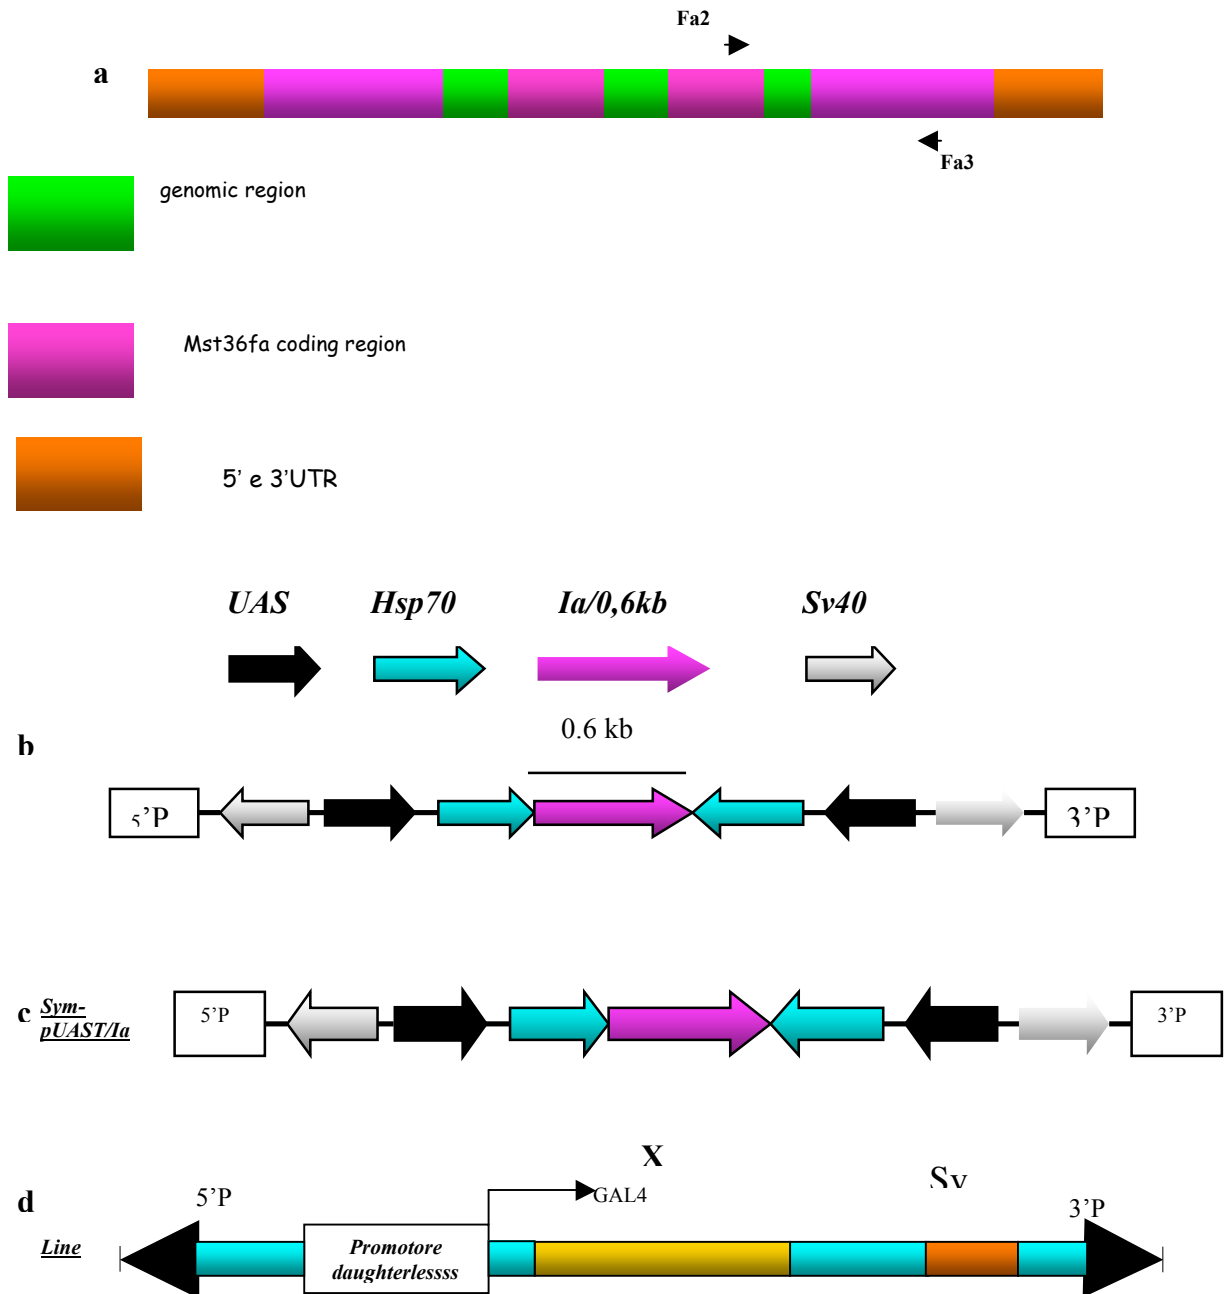 Fa2
a
Fa3
genomic region
Mst36fa coding region
5' e 3'UTR
UAS Hsp70 Ia/0,6kb Sv40
0.6 kb
b
5'P 3'P
c Sym-
pUAST/Ia
5'P 3'P
X
Sv
5'P GAL4 3'P
d
Line
Promotore
daughterlessss